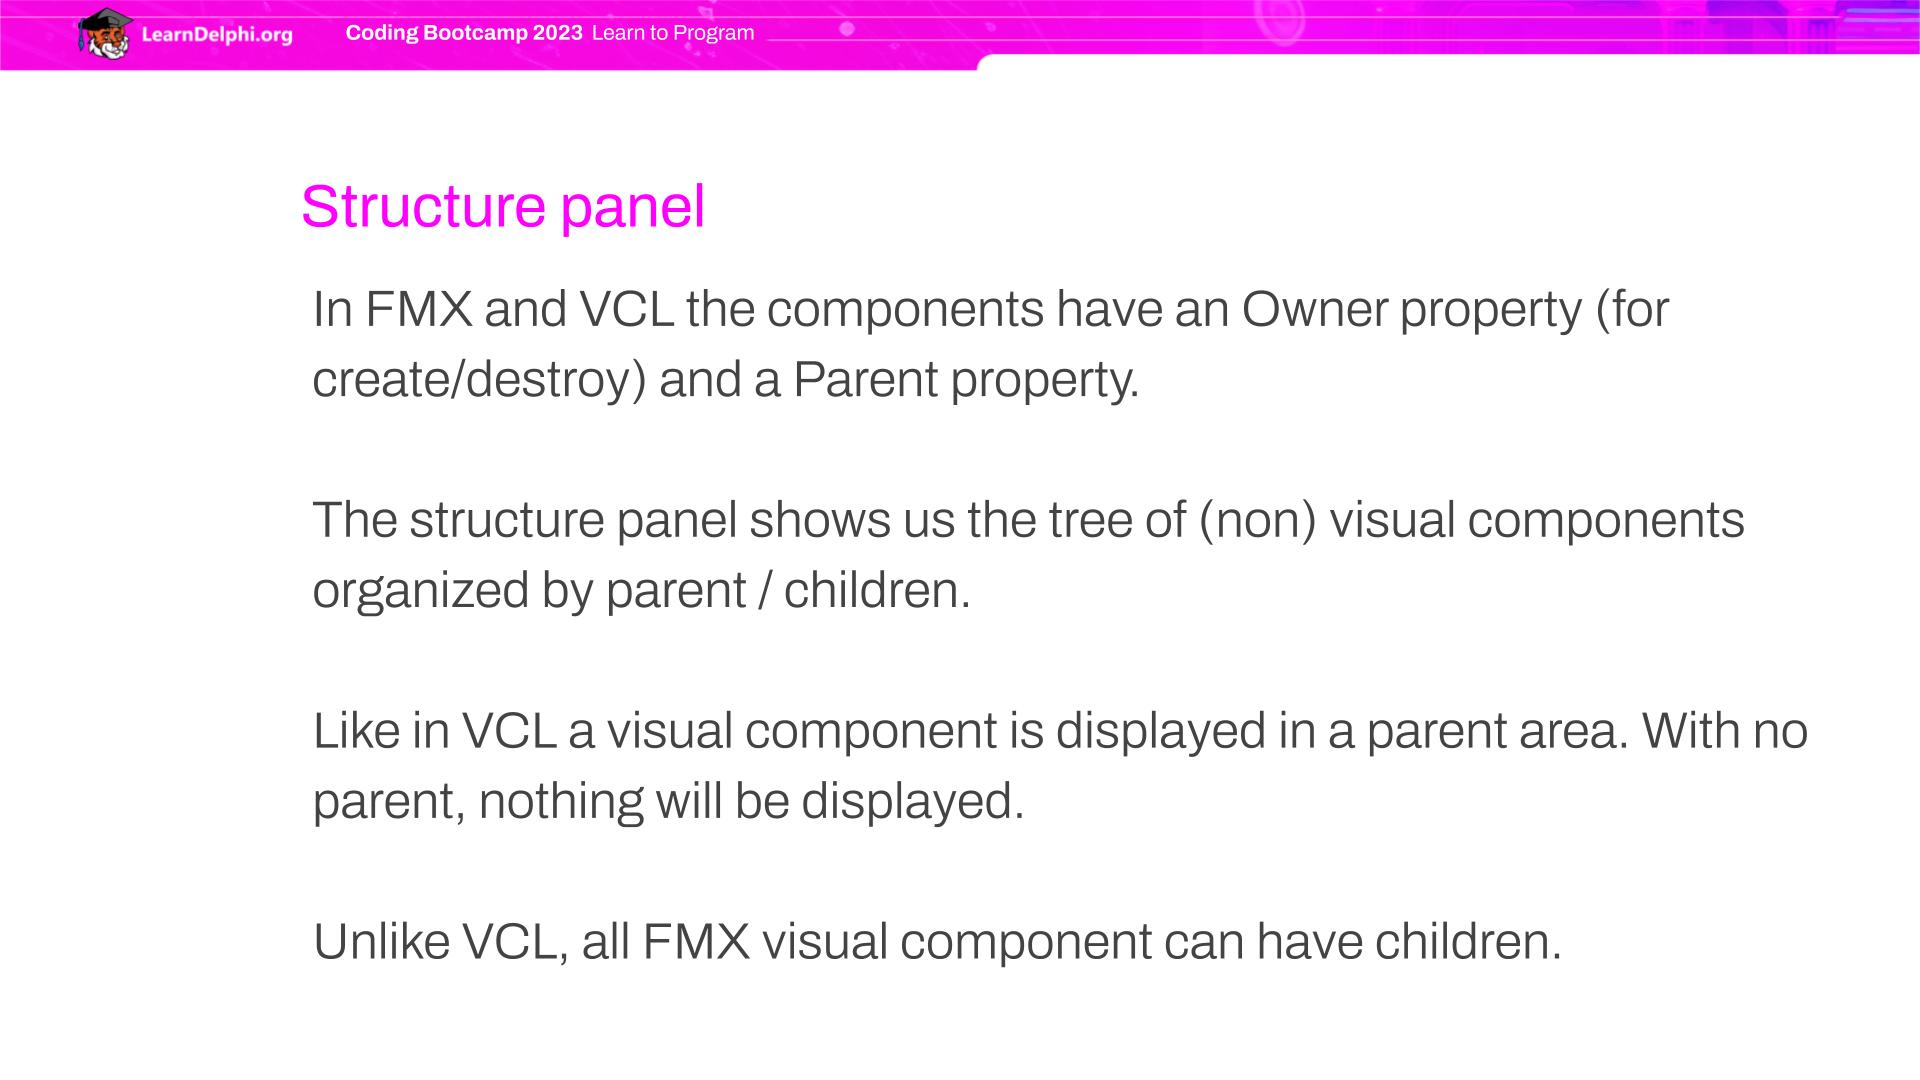 LearnDelphi.org
Coding Bootcamp 2023 Learn to Program
Structure panel
In FMX and VCL the components have an Owner property (for
create/destroy) and a Parent property.
The structure panel shows us the tree of (non) visual components
organized by parent / children.
Like in VCL a visual component is displayed in a parent area. With no
parent, nothing will be displayed.
Unlike VCL, all FMX visual component can have children.